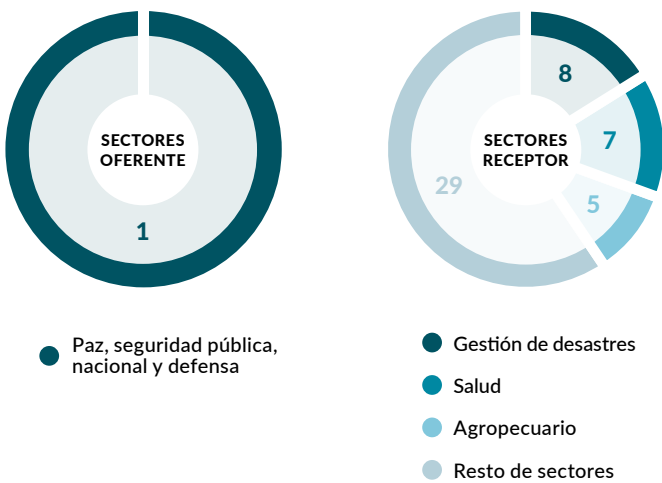 SECTORES
OFERENTE
1
Paz, seguridad pública,
nacional y defensa
SECTORES
RECEPTOR
8
7
5
29
Gestión de desastres
Salud
Agropecuario
Resto de sectores